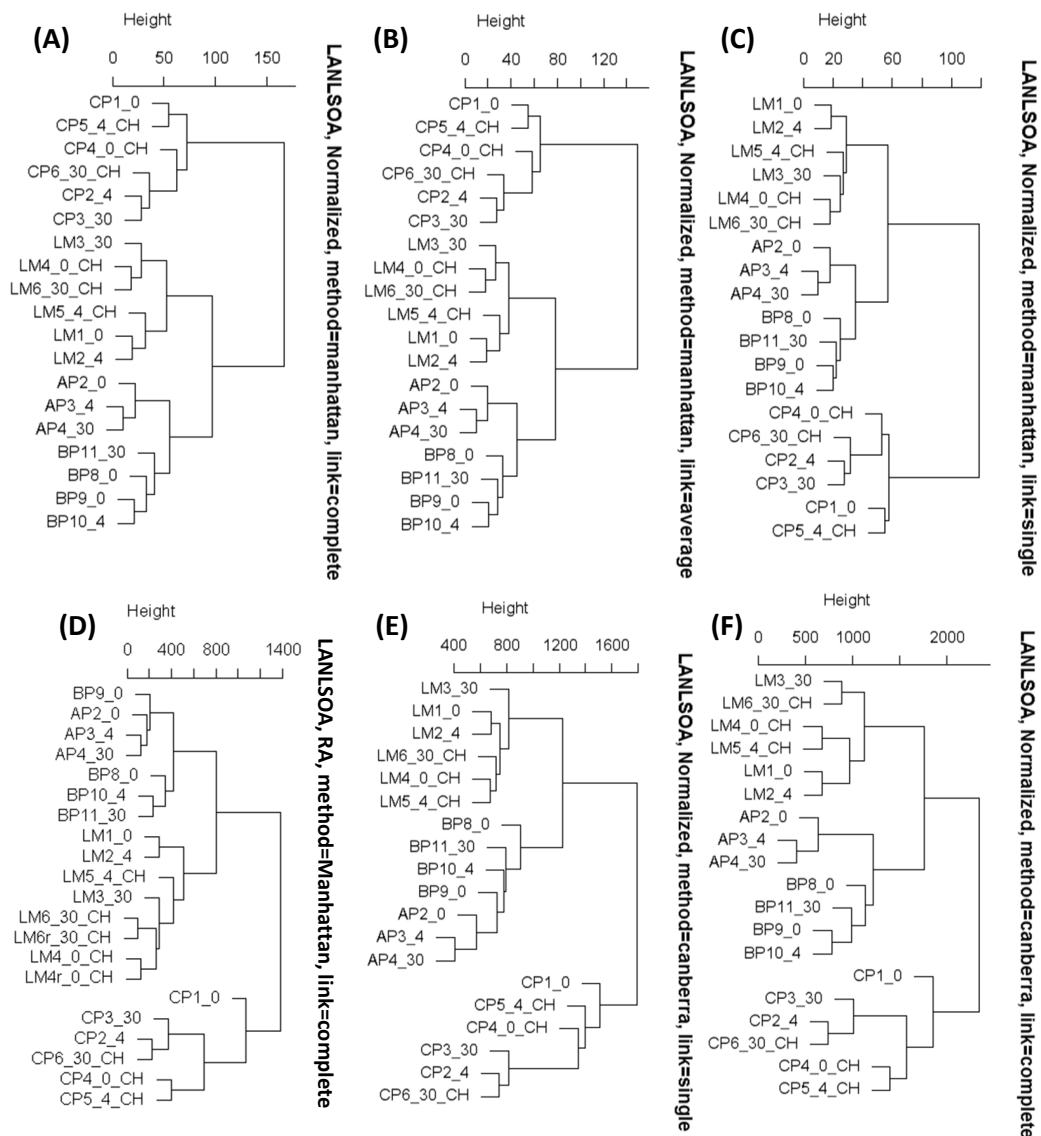 (A)
Height
0 50 100 150
CP1_0
CP5_4_CH
CP4_0_CH
CP6_30_CH
CP2_4
CP3_30
LM3_30
LM4_0_CH
LM6_30_CH
LM5_4_CH
LM1_0
LM2_4
AP2_0
AP3_4
AP4_30
BP11_30
BP8_0
BP9_0
BP10_4
LANLSOA, Normalized, method=manhattan, link=complete
(B)
Height
0 40 80 120
CP1_0
CP5_4_CH
CP4_0_CH
CP6_30_CH
CP2_4
CP3_30
LM3_30
LM4_0_CH
LM6_30_CH
LM5_4_CH
LM1_0
LM2_4
AP2_0
AP3_4
AP4_30
BP8_0
BP11_30
BP9_0
BP10_4
LANLSOA, Normalized, method=manhattan, link=average
(C)
Height
0 20 60 100
LM1_0
LM2_4
LM5_4_CH
LM3_30
LM4_0_CH
LM6_30_CH
AP2_0
AP3_4
AP4_30
BP8_0
BP11_30
BP9_0
BP10_4
CP4_0_CH
CP6_30_CH
CP2_4
CP3_30
CP1_0
CP5_4_CH
LANLSOA, Normalized, method=manhattan, link=single
(D)
Height
0 400 800 1400
BP9_0
AP2_0
AP3_4
AP4_30
BP8_0
BP10_4
BP11_30
LM1_0
LM2_4
LM5_4_CH
LM3_30
LM6_30_CH
LM6r_30_CH
LM4_0_CH
LM4r_0_CH
CP1_0
CP3_30
CP2_4
CP6_30_CH
CP4_0_CH
CP5_4_CH
LANLSOA, RA, method=Manhattan, link=complete
(E)
Height
400 800 1200 1600
LM3_30
LM1_0
LM2_4
LM6_30_CH
LM4_0_CH
LM5_4_CH
BP8_0
BP11_30
BP10_4
BP9_0
AP2_0
AP3_4
AP4_30
CP1_0
CP5_4_CH
CP4_0_CH
CP3_30
CP2_4
CP6_30_CH
LANLSOA, Normalized, method=canberra, link=single
(F)
Height
0 500 1000 2000
LM3_30
LM6_30_CH
LM4_0_CH
LM5_4_CH
LM1_0
LM2_4
AP2_0
AP3_4
AP4_30
BP8_0
BP11_30
BP9_0
BP10_4
CP1_0
CP3_30
CP2_4
CP6_30_CH
CP4_0_CH
CP5_4_CH
LANLSOA, Normalized, method=canberra, link=complete